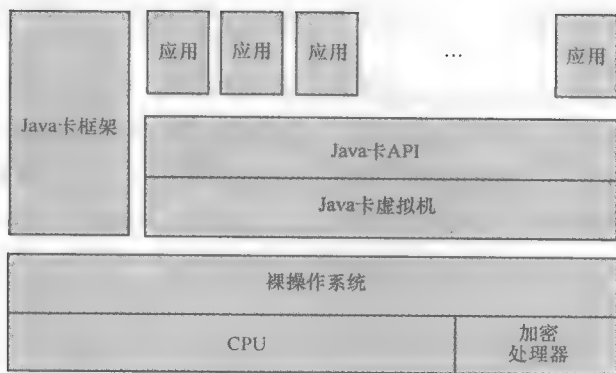 应用 应用 应用 … 应用
Java卡框架
Java卡API
Java卡虚拟机
裸操作系统
CPU
加密
处理器